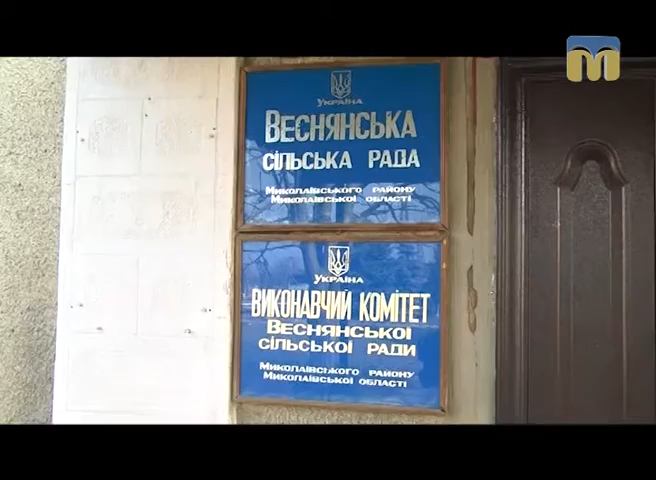 УКРАЇНА
ВЕСНЯНСЬКА
СІЛЬСЬКА РАДА
МИКОЛАЇВСЬКОГО РАЙОНУ
МИКОЛАЇВСЬКОЇ ОБЛАСТІ
УКРАЇНА
ВИКОНАВЧИЙ КОМІТЕТ
ВЕСНЯНСЬКОЇ
СІЛЬСЬКОЇ РАДИ
МИКОЛАЇВСЬКОГО РАЙОНУ
МИКОЛАЇВСЬКОЇ ОБЛАСТІ
М